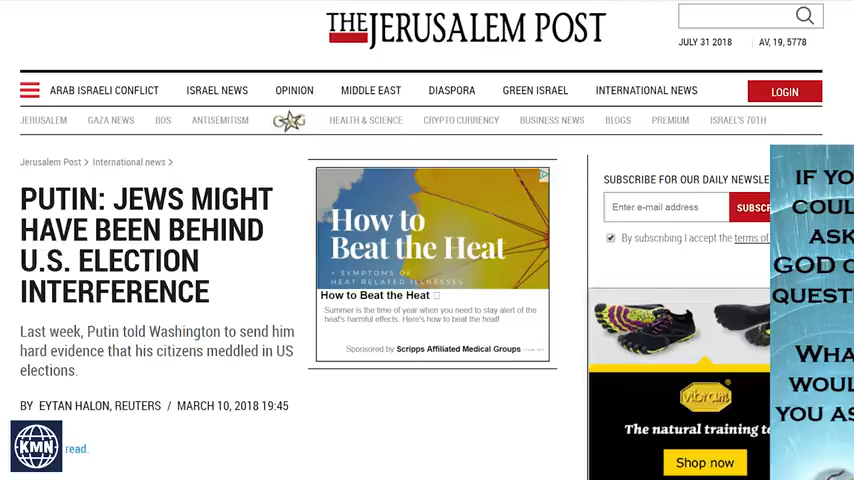 THE JERUSALEM POST
JULY 31 2018
AV, 19, 5778
ARAB ISRAELI CONFLICT
ISRAEL NEWS
OPINION
MIDDLE EAST
DIASPORA
GREEN ISRAEL
INTERNATIONAL NEWS
LOGIN
JERUSALEM
GAZA NEWS
BDS
ANTISEMITISM
HEALTH & SCIENCE
CRYPTO CURRENCY
BUSINESS NEWS
BLOGS
PREMIUM
ISRAEL'S 70TH
Jerusalem Post > International news >
PUTIN: JEWS MIGHT
HAVE BEEN BEHIND
U.S. ELECTION
INTERFERENCE
Last week, Putin told Washington to send him
hard evidence that his citizens meddled in US
elections.
BY EYTAN HALON, REUTERS / MARCH 10, 2018 19:45
KMN
read.
How to
Beat the Heat
+ SYMPTOMS OF
HEAT RELATED ILLNESSES
How to Beat the Heat
Summer is the time of year when you need to stay alert of the
heat's harmful effects. Here's how to beat the heat!
Sponsored by Scripps Affiliated Medical Groups
SUBSCRIBE FOR OUR DAILY NEWSLE
Enter e-mail address
SUBSCR
By subscribing I accept the terms of
vibram
The natural training to
Shop now
IF YO
COUL
ASK
GOD O
QUEST
WHA
WOUL
YOU AS